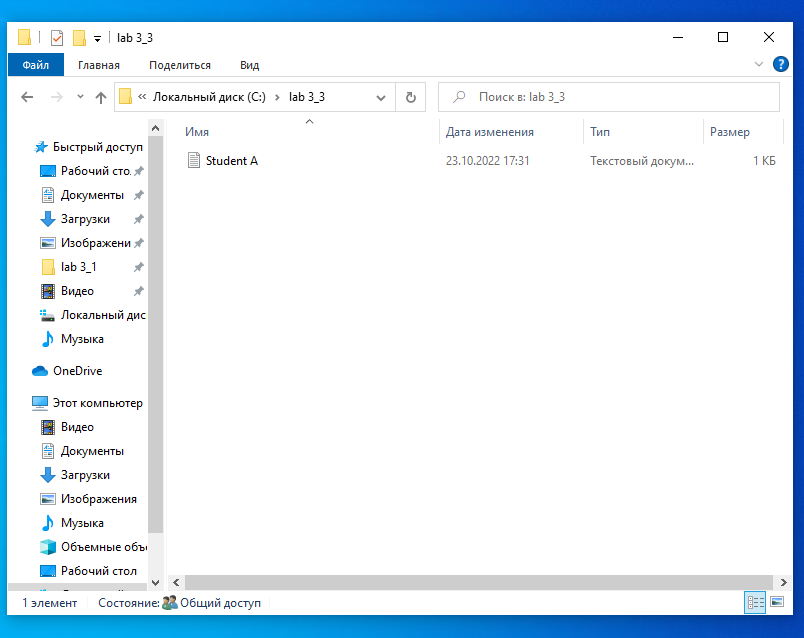 lab 3_3
Файл Главная Поделиться Вид
?
« Локальный диск (C:) › lab 3_3
Поиск в: lab 3_3
Имя Дата изменения Тип Размер
Student A 23.10.2022 17:31 Текстовый докум... 1 КБ
Быстрый доступ
Рабочий сто.
Документы
Загрузки
Изображени
lab 3_1
Видео
Локальный дис
Музыка
OneDrive
Этот компьютер
Видео
Документы
Загрузки
Изображения
Музыка
Объемные объ
Рабочий стол
1 элемент Состояние: Общий доступ